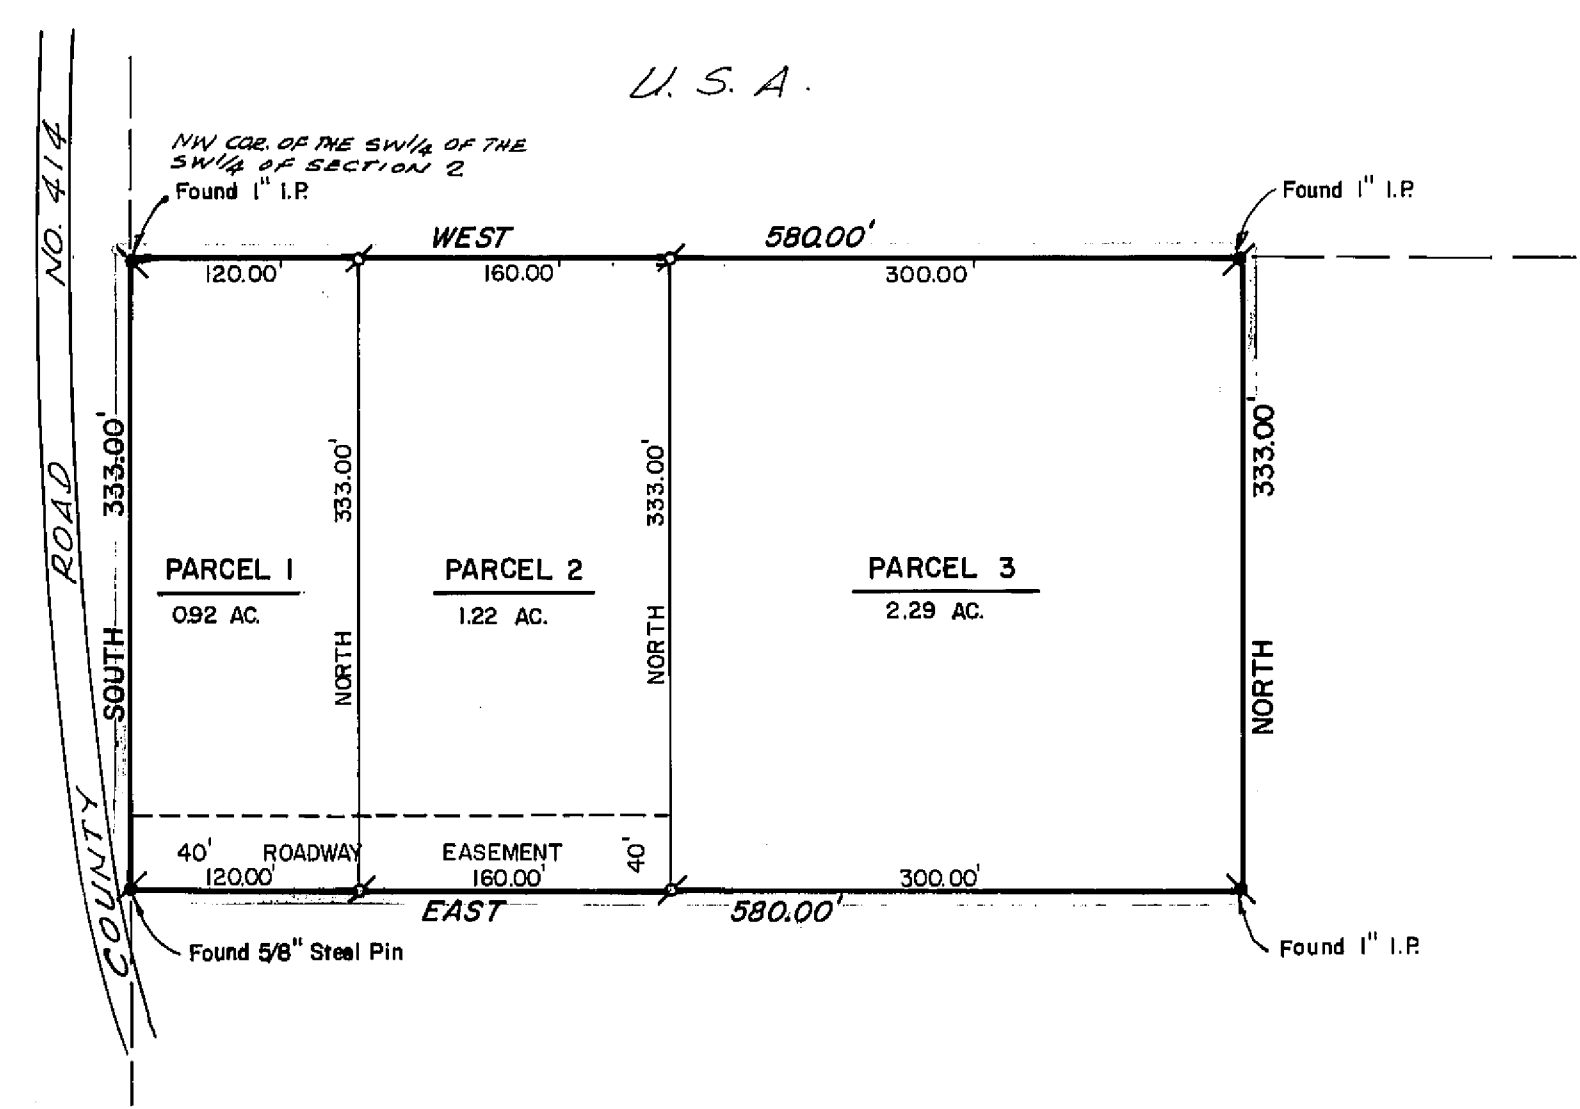 U. S. A.
NW COR. OF THE SW1/4 OF THE
SW1/4 OF SECTION 2
Found 1" I.P.
Found 1" I.P.
WEST 580.00'
120.00' 160.00' 300.00'
COUNTY ROAD NO. 414
SOUTH 333.00'
NORTH 333.00'
NORTH 333.00'
NORTH 333.00'
PARCEL 1
0.92 AC.
PARCEL 2
1.22 AC.
PARCEL 3
2.29 AC.
40' ROADWAY EASEMENT 40'
120.00' 160.00' 300.00'
EAST 580.00'
Found 5/8" Steel Pin
Found 1" I.P.